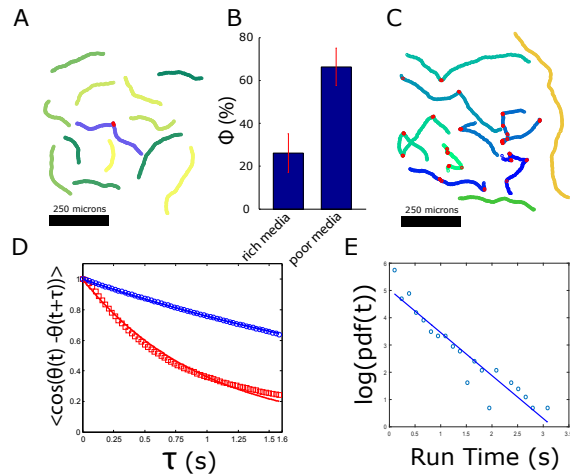 A
B
C
Φ (%)
80
60
40
20
0
rich media
poor media
250 microns
250 microns
D
E
<cos(θ(t) -θ(t+τ))>
1
0.8
0.6
0.4
0.2
0
0 0.25 0.5 0.75 1 1.25 1.5 1.6
τ (s)
log(pdf(t))
6
5
4
3
2
1
0
0 0.5 1 1.5 2 2.5 3 3.5
Run Time (s)